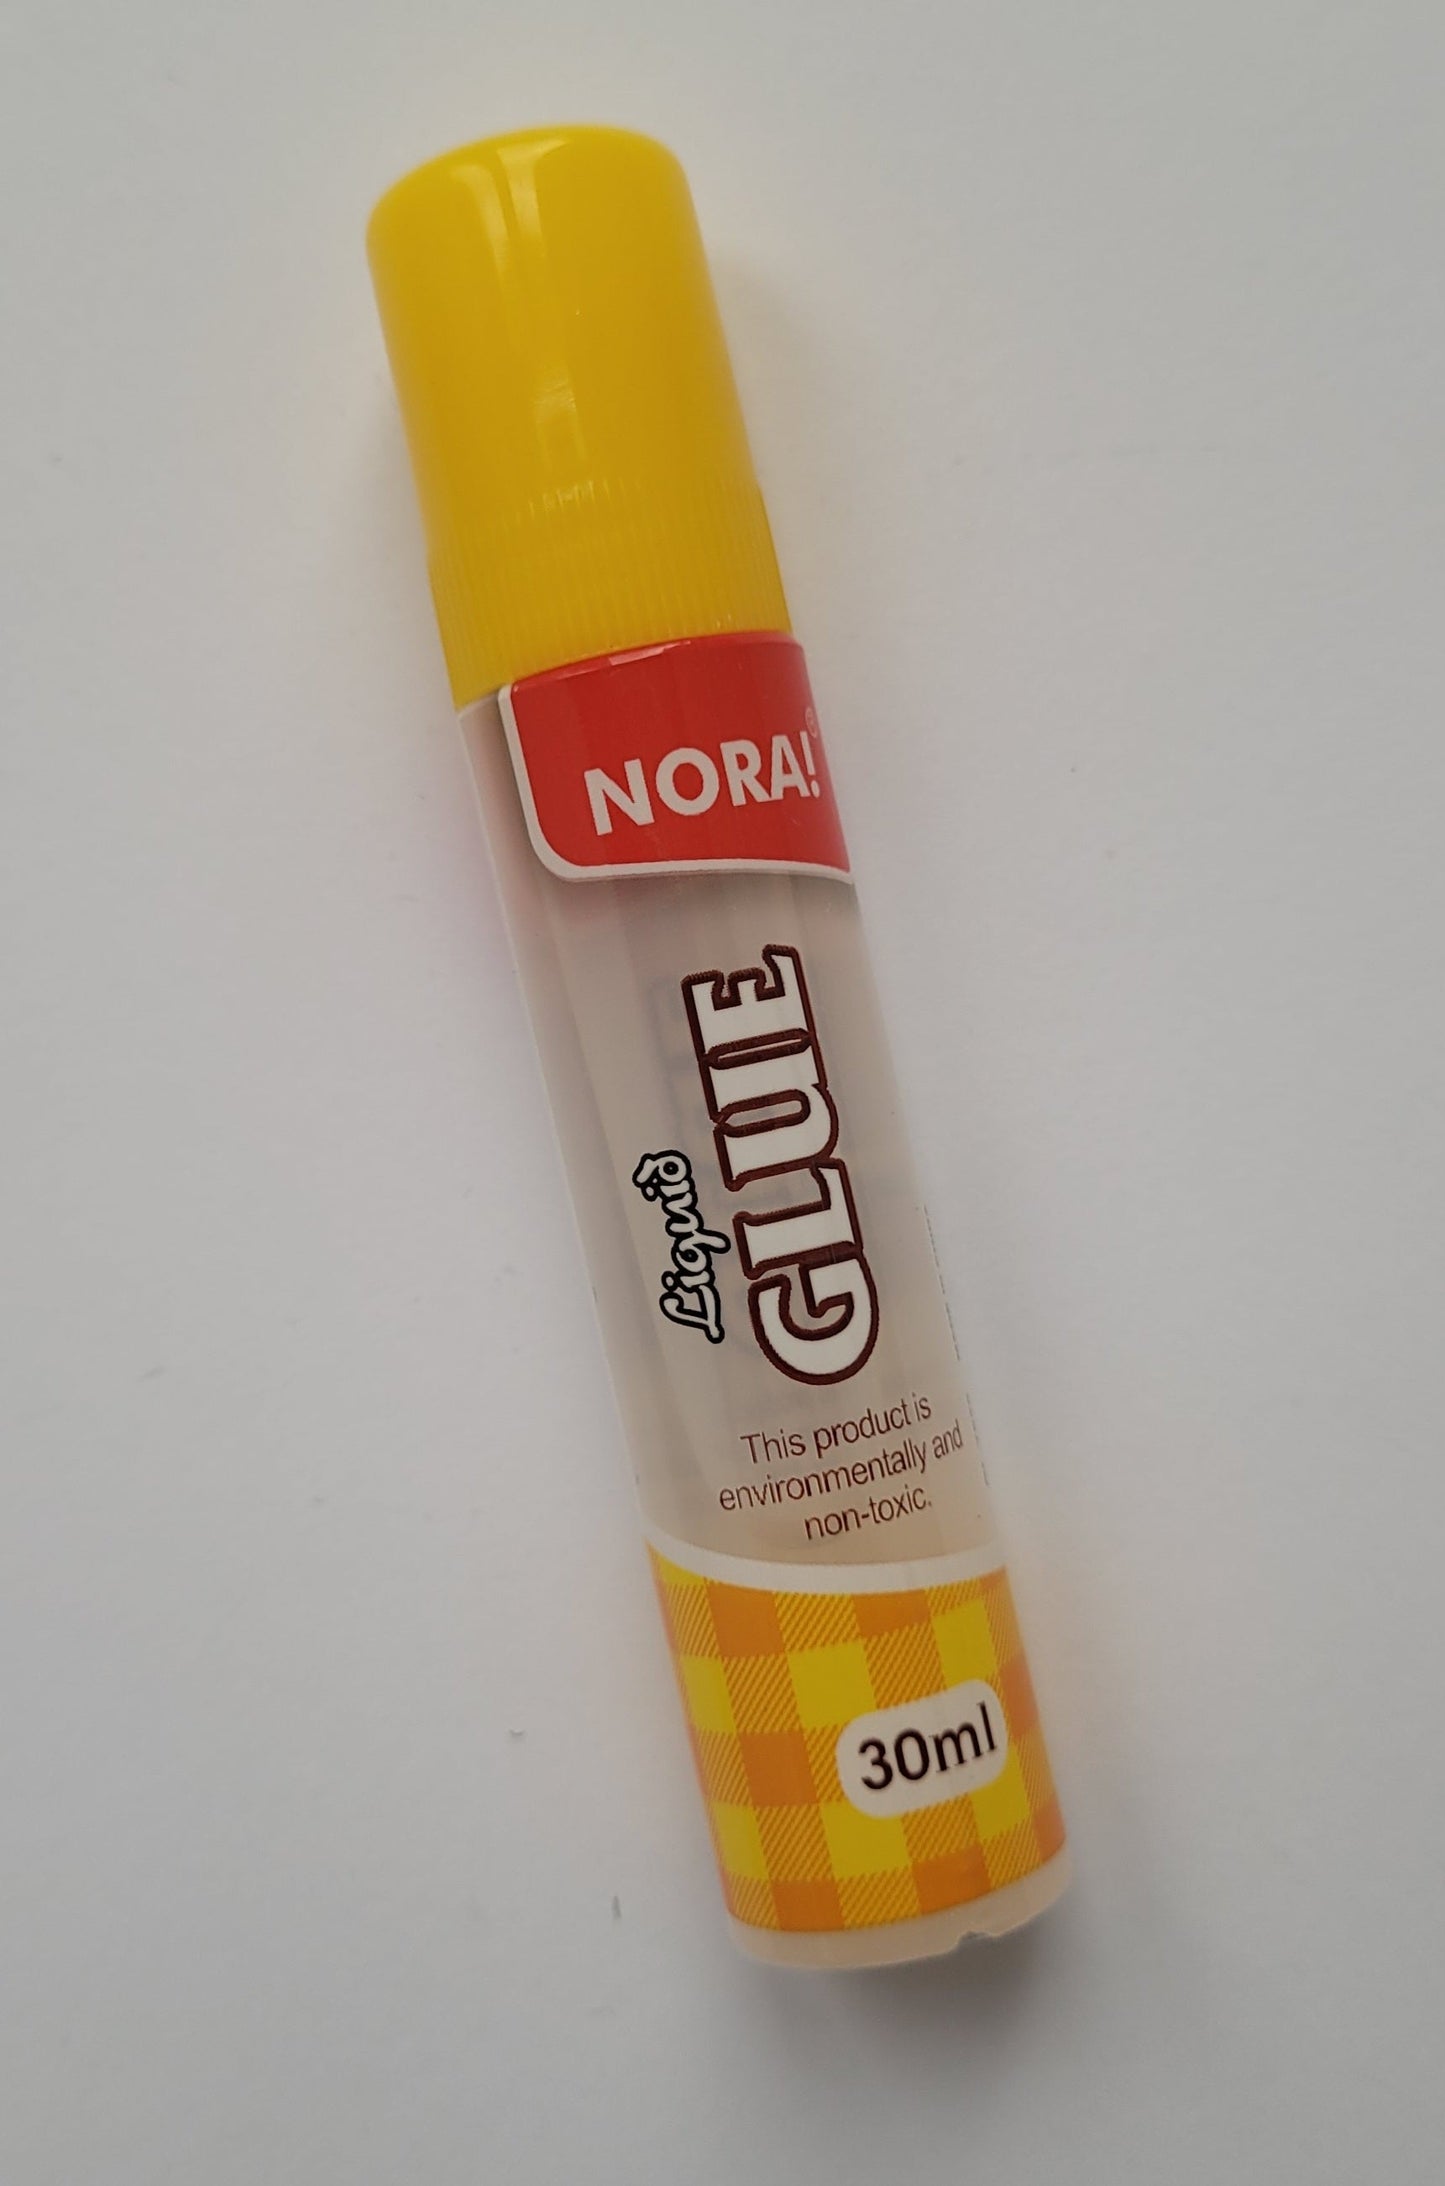 NORA!®
Liquid
GLUE
This product is
environmentally and
non-toxic.
30ml